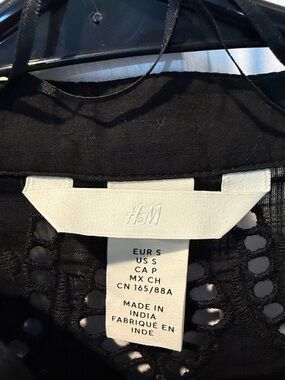 H&M
EUR S
US S
CA P
MX CH
CN 165/88A
MADE IN
INDIA
FABRIQUÉ EN
INDE